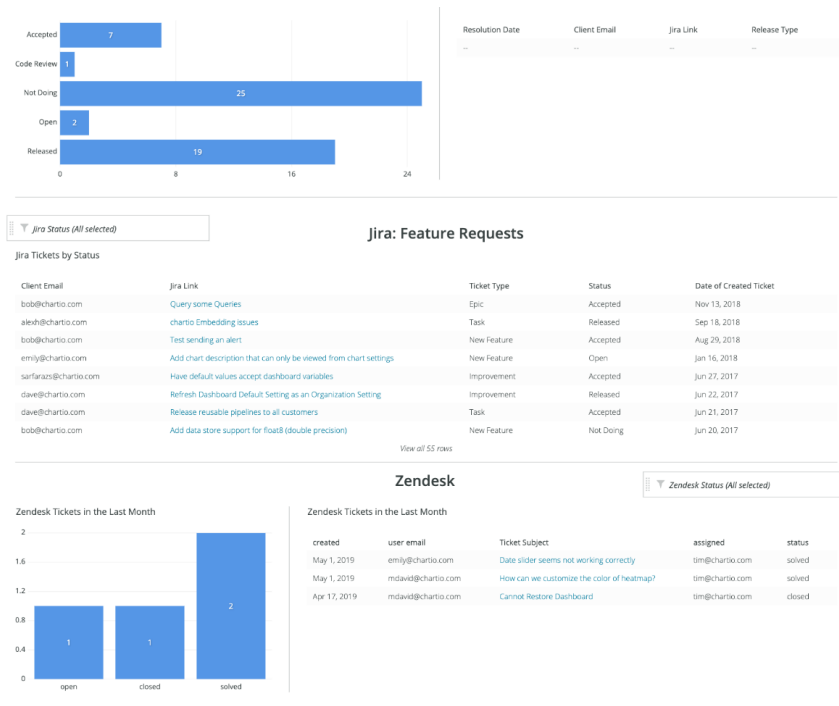 Accepted 7
Code Review 1
Not Doing 25
Open 2
Released 19
0 8 16 24
Resolution Date Client Email Jira Link Release Type
-- -- -- --
Jira Status (All selected)
Jira: Feature Requests
Jira Tickets by Status
Client Email Jira Link Ticket Type Status Date of Created Ticket
bob@chartio.com Query some Queries Epic Accepted Nov 13, 2018
alexh@chartio.com chartio Embedding issues Task Released Sep 18, 2018
bob@chartio.com Test sending an alert New Feature Accepted Aug 29, 2018
emily@chartio.com Add chart description that can only be viewed from chart settings New Feature Open Jan 16, 2018
sarfarazs@chartio.com Have default values accept dashboard variables Improvement Accepted Jun 27, 2017
dave@chartio.com Refresh Dashboard Default Setting as an Organization Setting Improvement Released Jun 22, 2017
dave@chartio.com Release reusable pipelines to all customers Task Accepted Jun 21, 2017
bob@chartio.com Add data store support for float8 (double precision) New Feature Not Doing Jun 20, 2017
View all 55 rows
Zendesk
Zendesk Status (All selected)
Zendesk Tickets in the Last Month
2
1.6
1.2
0.8
0.4
0
1 1 2
open closed solved
Zendesk Tickets in the Last Month
created user email Ticket Subject assigned status
May 1, 2019 emily@chartio.com Date slider seems not working correctly tim@chartio.com solved
May 1, 2019 mdavid@chartio.com How can we customize the color of heatmap? tim@chartio.com solved
Apr 17, 2019 mdavid@chartio.com Cannot Restore Dashboard tim@chartio.com closed